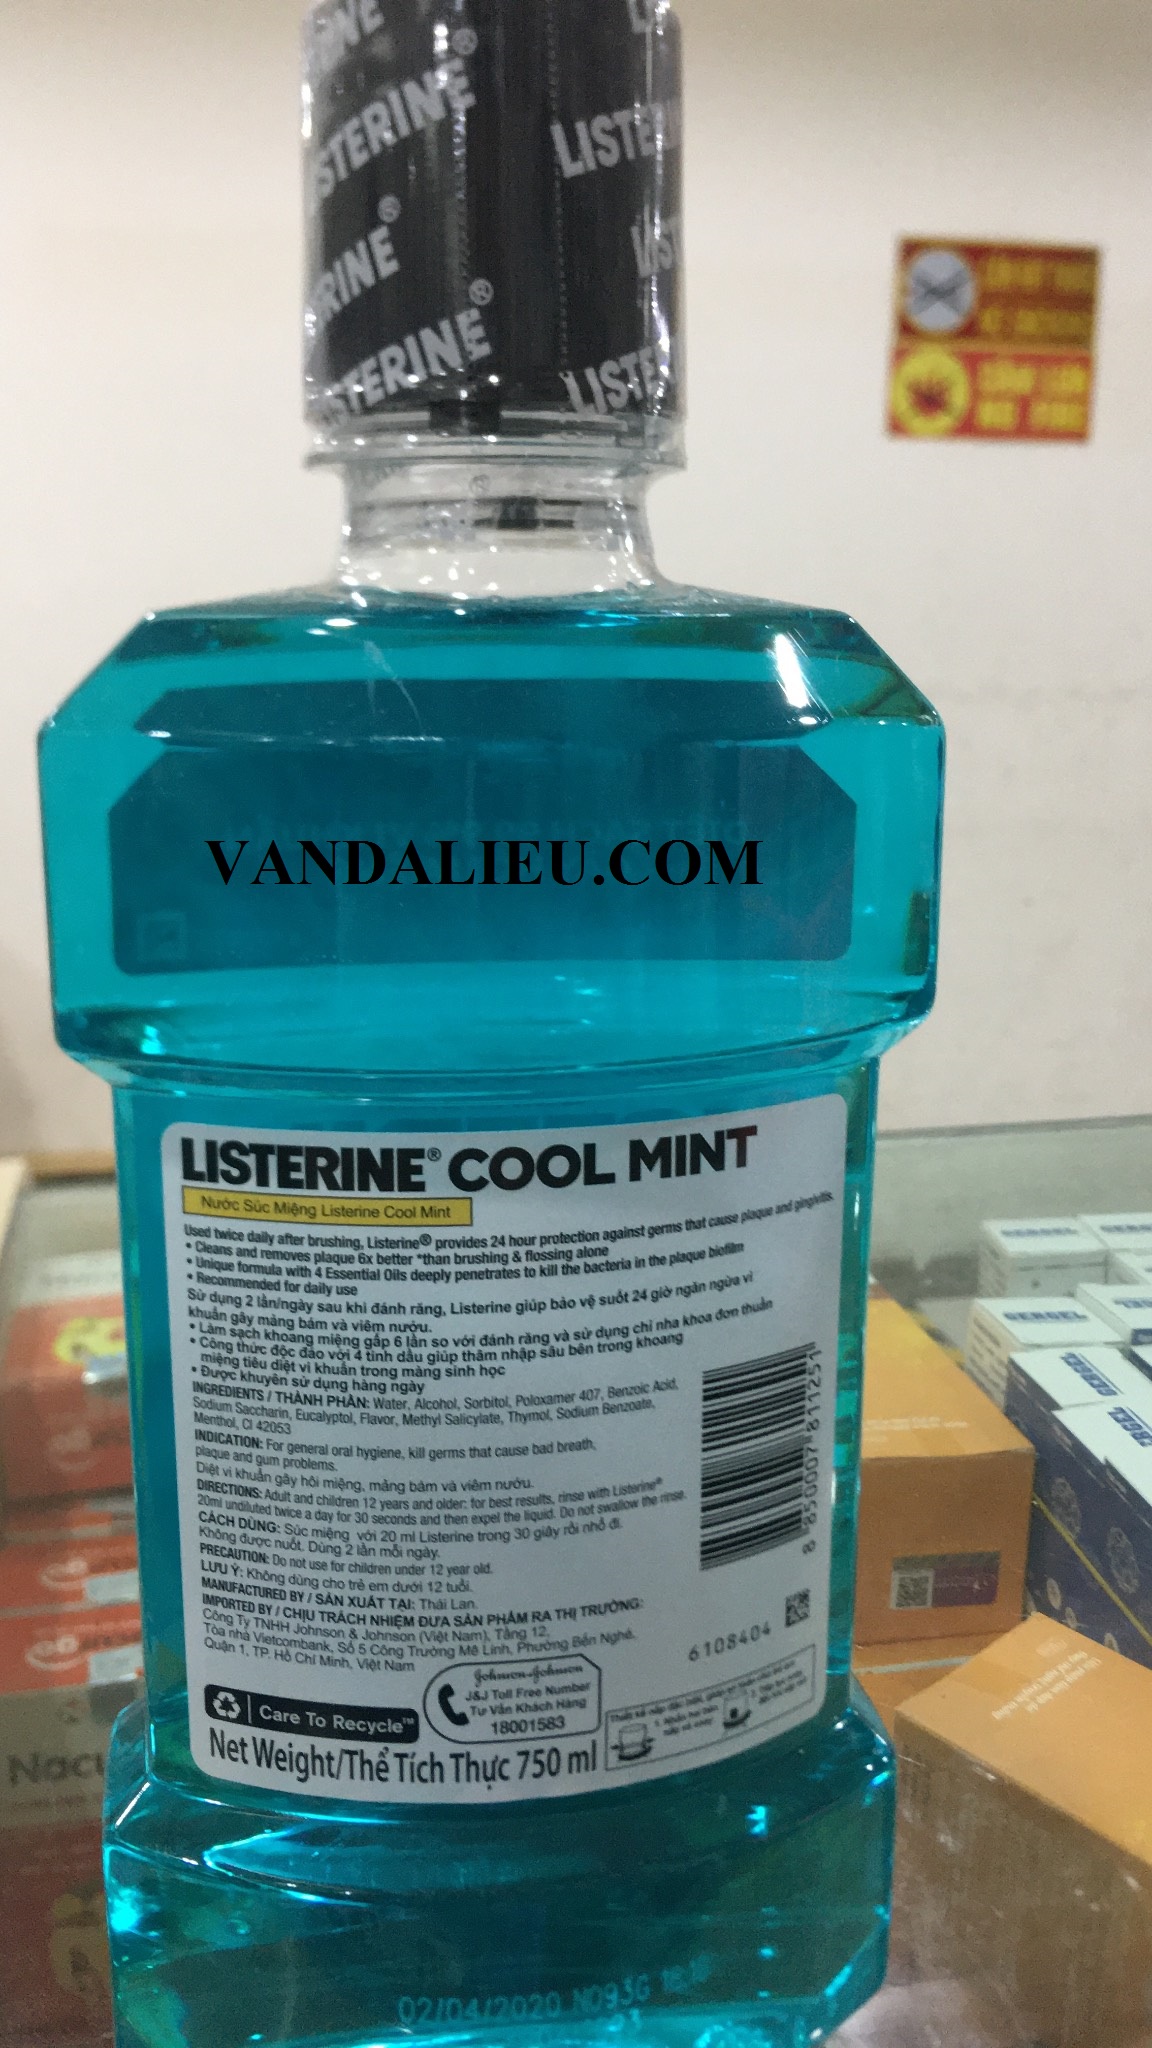 LISTERINE®
LISTE
RINE®
LIST
ISTERINE®
LISTE
VANDALIEU.COM
LISTERINE® COOL MINT
Nước Súc Miệng Listerine Cool Mint
Used twice daily after brushing, Listerine® provides 24 hour protection against germs that cause plaque and gingivitis.
• Cleans and removes plaque 6x better *than brushing & flossing alone
• Unique formula with 4 Essential Oils deeply penetrates to kill the bacteria in the plaque biofilm
• Recommended for daily use
Sử dụng 2 lần/ngày sau khi đánh răng, Listerine giúp bảo vệ suốt 24 giờ ngăn ngừa vi
khuẩn gây mảng bám và viêm nướu.
• Làm sạch khoang miệng gấp 6 lần so với đánh răng và sử dụng chỉ nha khoa đơn thuần
• Công thức độc đáo với 4 tinh dầu giúp thâm nhập sâu bên trong khoang
miệng tiêu diệt vi khuẩn trong mảng sinh học
• Được khuyên sử dụng hàng ngày
INGREDIENTS / THÀNH PHẦN: Water, Alcohol, Sorbitol, Poloxamer 407, Benzoic Acid,
Sodium Saccharin, Eucalyptol, Flavor, Methyl Salicylate, Thymol, Sodium Benzoate,
Menthol, CI 42053
INDICATION: For general oral hygiene, kill germs that cause bad breath,
plaque and gum problems.
Diệt vi khuẩn gây hôi miệng, mảng bám và viêm nướu.
DIRECTIONS: Adult and children 12 years and older: for best results, rinse with Listerine®
20ml undiluted twice a day for 30 seconds and then expel the liquid. Do not swallow the rinse.
CÁCH DÙNG: Súc miệng với 20 ml Listerine trong 30 giây rồi nhổ đi.
Không được nuốt. Dùng 2 lần mỗi ngày.
PRECAUTION: Do not use for children under 12 year old.
LƯU Ý: Không dùng cho trẻ em dưới 12 tuổi.
MANUFACTURED BY / SẢN XUẤT TẠI: Thái Lan.
IMPORTED BY / CHỊU TRÁCH NHIỆM ĐƯA SẢN PHẨM RA THỊ TRƯỜNG:
Công Ty TNHH Johnson & Johnson (Việt Nam), Tầng 12,
Tòa nhà Vietcombank, Số 5 Công Trường Mê Linh, Phường Bến Nghé,
Quận 1, TP. Hồ Chí Minh, Việt Nam
8 850007 811251
6108404
Johnson & Johnson
J&J Toll Free Number
Tư Vấn Khách Hàng
18001583
Care To Recycle™
Net Weight/Thể Tích Thực 750 ml
02/04/2020
GERGEL